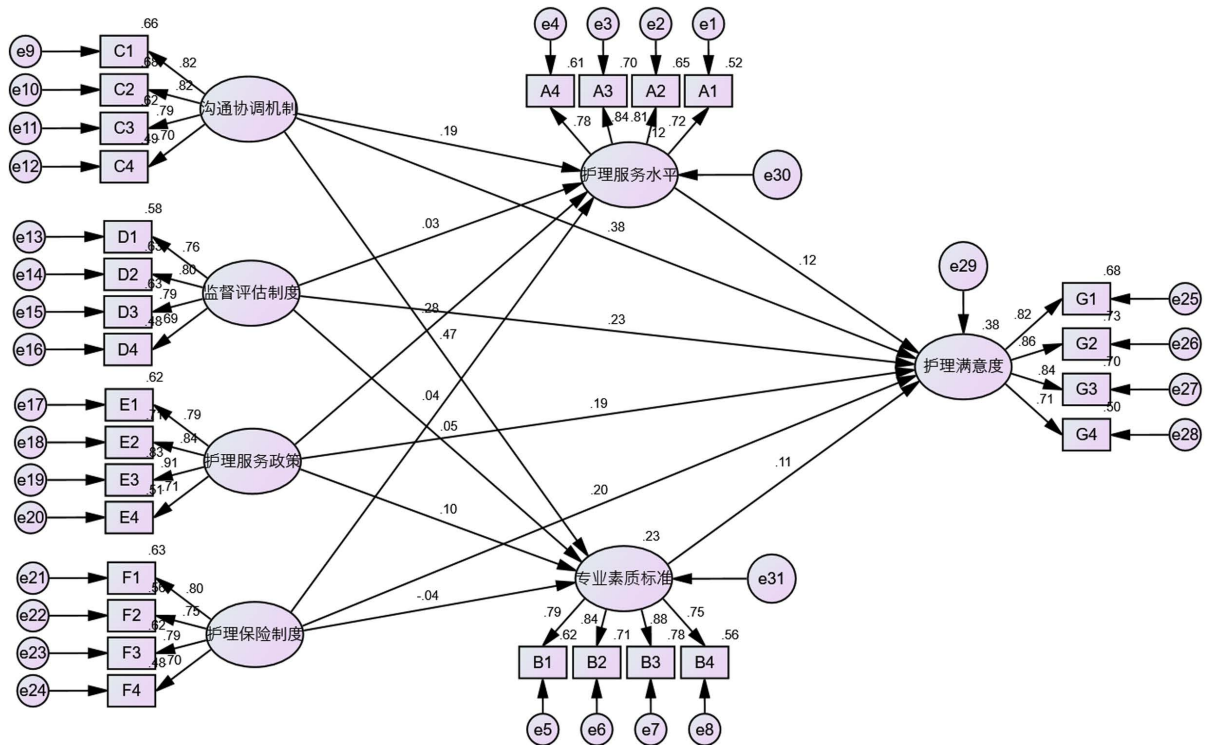 .66
e9 C1 .82
.68
e10 C2 .82
.62
e11 C3 .79
.49
e12 C4 .70
沟通协调机制
.58
e13 D1 .76
.63
e14 D2 .80
.63
e15 D3 .79
.48
e16 D4 .69
监督评估制度
.62
e17 E1 .79
.71
e18 E2 .84
.83
e19 E3 .91
.51
e20 E4 .71
护理服务政策
.63
e21 F1 .80
.56
e22 F2 .75
.62
e23 F3 .79
.48
e24 F4 .70
护理保险制度
e4 e3 e2 e1
.61 .70 .65 .52
A4 A3 A2 A1
.78 .84 .81 .12 .72
护理服务水平 e30
.19
.03
.38
.12
.28
.47
.23
.04
.05
.19
.10
.20
.11
-.04
.23
专业素质标准 e31
.79 .84 .88 .75
.62 .71 .78 .56
B1 B2 B3 B4
e5 e6 e7 e8
e29
.38
护理满意度
.68
.82 G1 e25
.73
.86 G2 e26
.70
.84 G3 e27
.50
.71 G4 e28